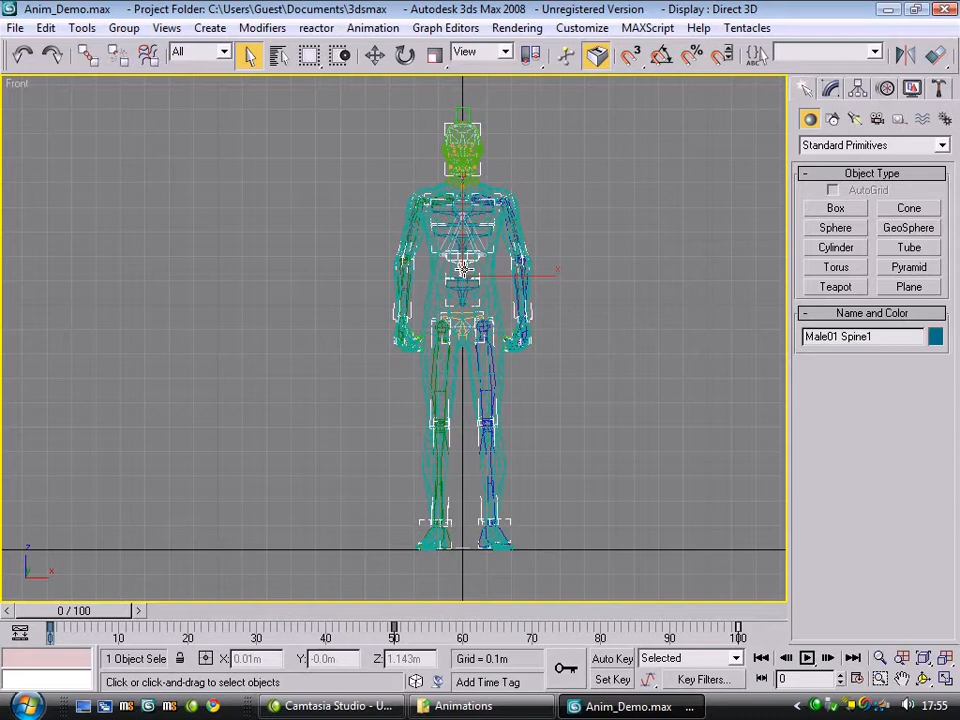 Anim_Demo.max - Project Folder: C:\Users\Guest\Documents\3dsmax - Autodesk 3ds Max 2008 - Unregistered Version - Display : Direct 3D
File Edit Tools Group Views Create Modifiers reactor Animation Graph Editors Rendering Customize MAXScript Help Tentacles
All View
Front
Standard Primitives
- Object Type
AutoGrid
Box Cone
Sphere GeoSphere
Cylinder Tube
Torus Pyramid
Teapot Plane
- Name and Color
Male01 Spine1
x
z
x
< 0 / 100 >
0 10 20 30 40 50 60 70 80 90 100
1 Object Sele X: 0.01m Y: -0.0m Z: 1.143m Grid = 0.1m Auto Key Selected
Click or click-and-drag to select objects Add Time Tag Set Key Key Filters... 0
Camtasia Studio - U... Animations Anim_Demo.max ... 17:55